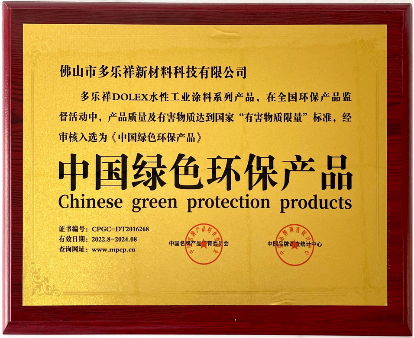 佛山市多乐祥新材料科技有限公司
多乐祥DOLEX水性工业涂料系列产品，在全国环保产品监
督活动中，产品质量及有害物质达到国家“有害物质限量”标准，经
审核入选为《中国绿色环保产品》
中国绿色环保产品
Chinese green protection products
证书编号：CPGC-DT2016268
有效日期：2022.8-2024.08
查询网址：www.mpcp.cn